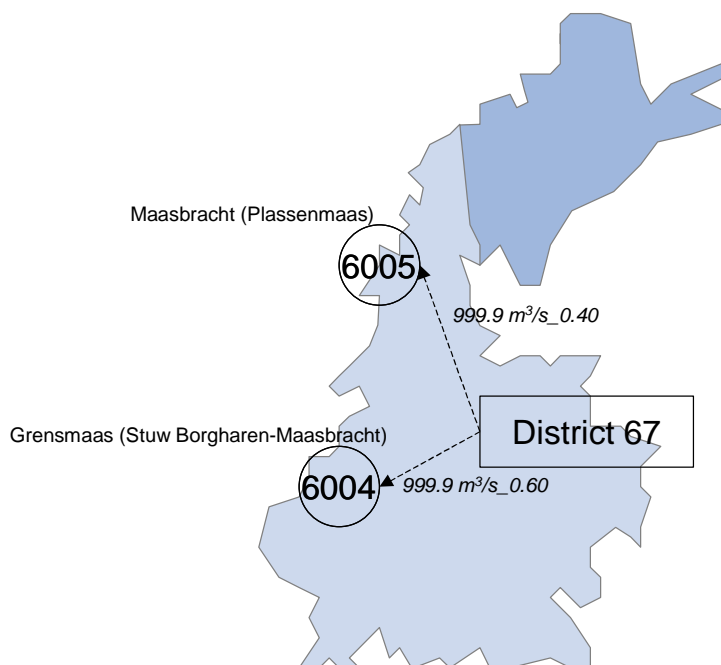 Maasbracht (Plassenmaas)
6005
999.9 m³/s_0.40
District 67
Grensmaas (Stuw Borgharen-Maasbracht)
6004
999.9 m³/s_0.60